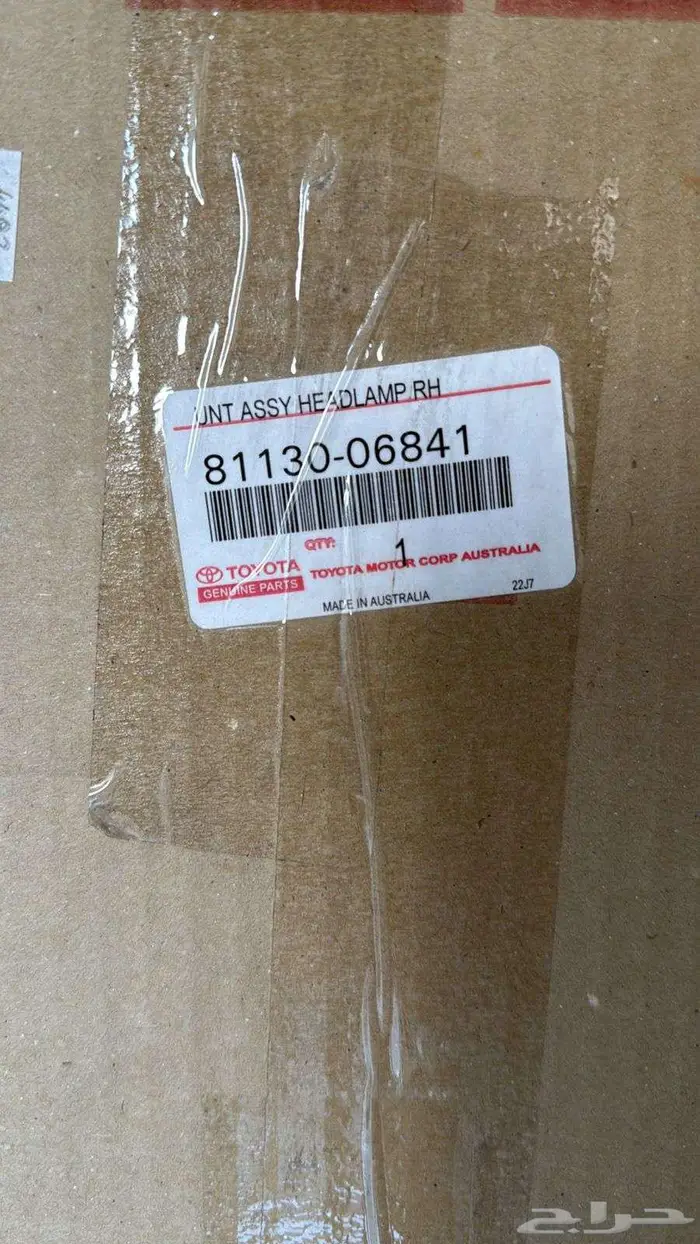 UNT ASSY HEADLAMP RH
81130-06841
QTY:
1
TOYOTA
GENUINE PARTS
TOYOTA MOTOR CORP AUSTRALIA
MADE IN AUSTRALIA
22J7
حراج